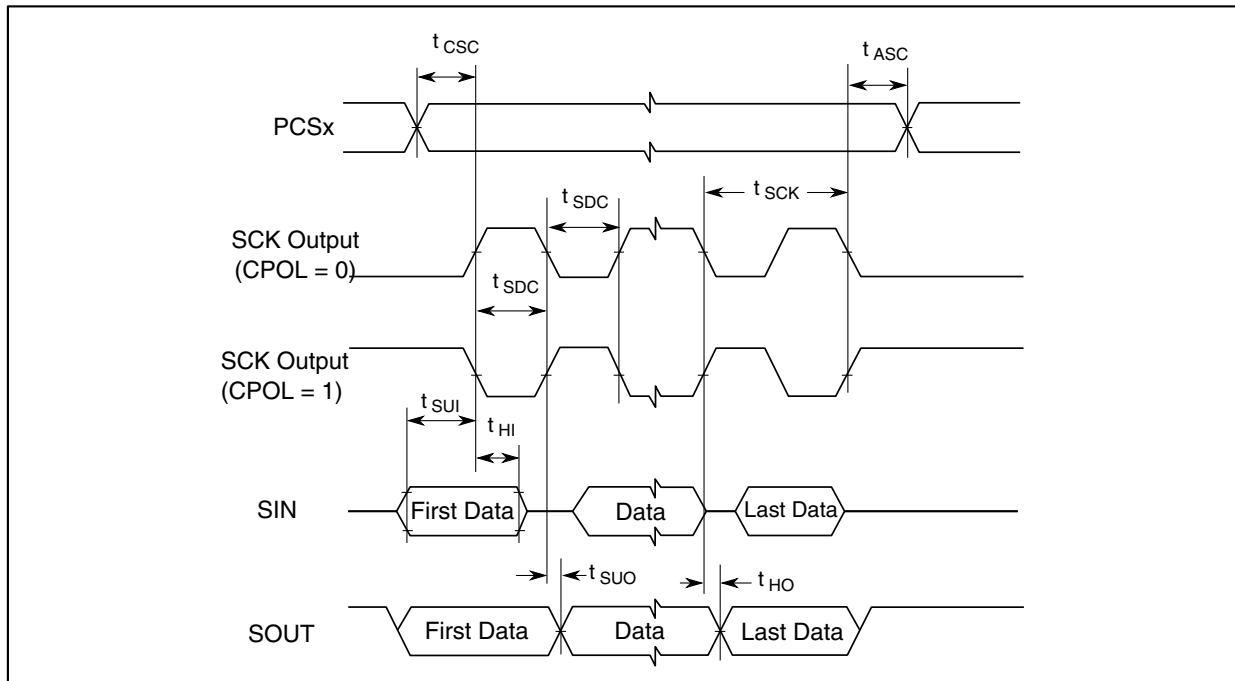 t CSC
t ASC
PCSx
t SCK
t SDC
SCK Output
(CPOL = 0)
t SDC
SCK Output
(CPOL = 1)
t SUI
t HI
SIN
First Data
Data
Last Data
t SUO
t HO
SOUT
First Data
Data
Last Data